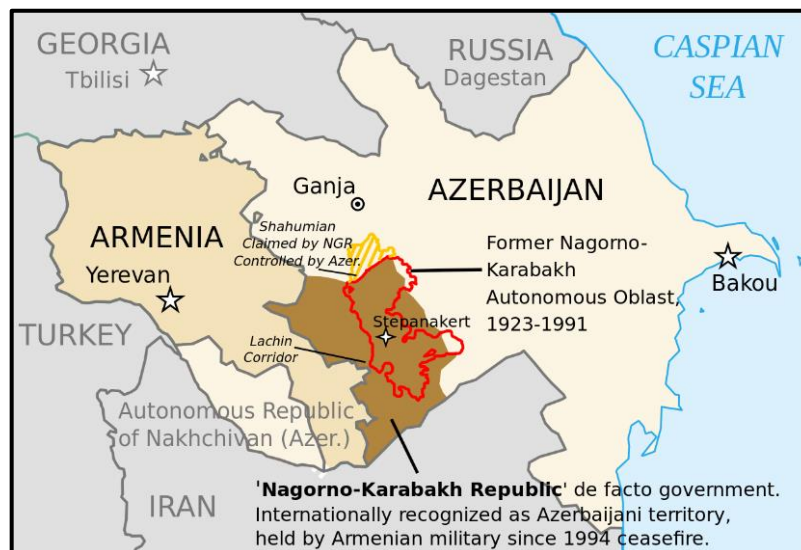 GEORGIA
Tbilisi
RUSSIA
Dagestan
CASPIAN
SEA
Ganja
AZERBAIJAN
ARMENIA
Yerevan
Shahumian
Claimed by NGR
Controlled by Azer.
Former Nagorno-
Karabakh
Autonomous Oblast,
1923-1991
Bakou
TURKEY
Stepanakert
Lachin
Corridor
Autonomous Republic
of Nakhchivan (Azer.)
IRAN
'Nagorno-Karabakh Republic' de facto government.
Internationally recognized as Azerbaijani territory,
held by Armenian military since 1994 ceasefire.